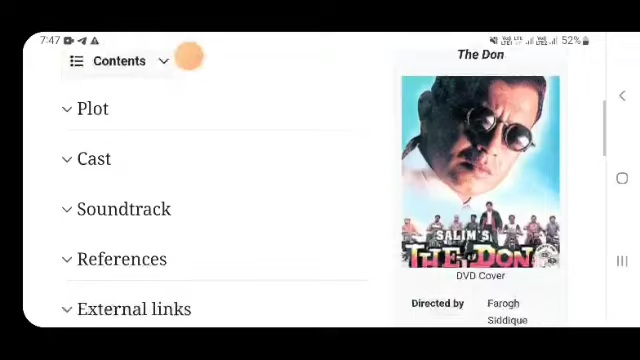 7:47
52%
Contents
Plot
Cast
Soundtrack
References
External links
The Don
SALIM'S
THE DON
DVD Cover
Directed by Farogh
Siddique